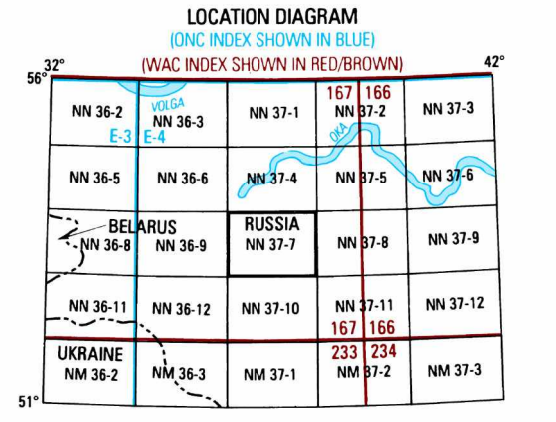 LOCATION DIAGRAM
(ONC INDEX SHOWN IN BLUE)
(WAC INDEX SHOWN IN RED/BROWN)
32°
42°
56°
167 166
NN 36-2
VOLGA
NN 36-3
NN 37-1
NN 37-2
NN 37-3
E-3 E-4
OKA
NN 36-5
NN 36-6
NN 37-4
NN 37-5
NN 37-6
BELARUS
RUSSIA
NN 36-8
NN 36-9
NN 37-7
NN 37-8
NN 37-9
NN 36-11
NN 36-12
NN 37-10
NN 37-11
NN 37-12
167 166
UKRAINE
233 234
NM 36-2
NM 36-3
NM 37-1
NM 37-2
NM 37-3
51°